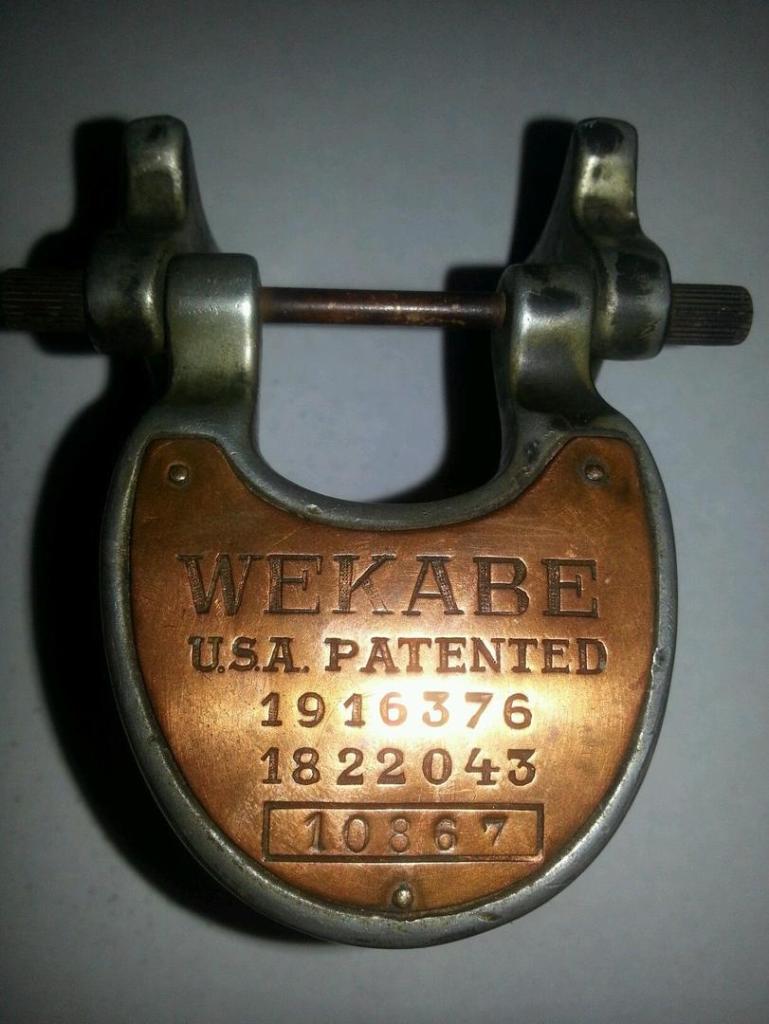 WEKABE
U.S.A. PATENTED
1916376
1822043
10867